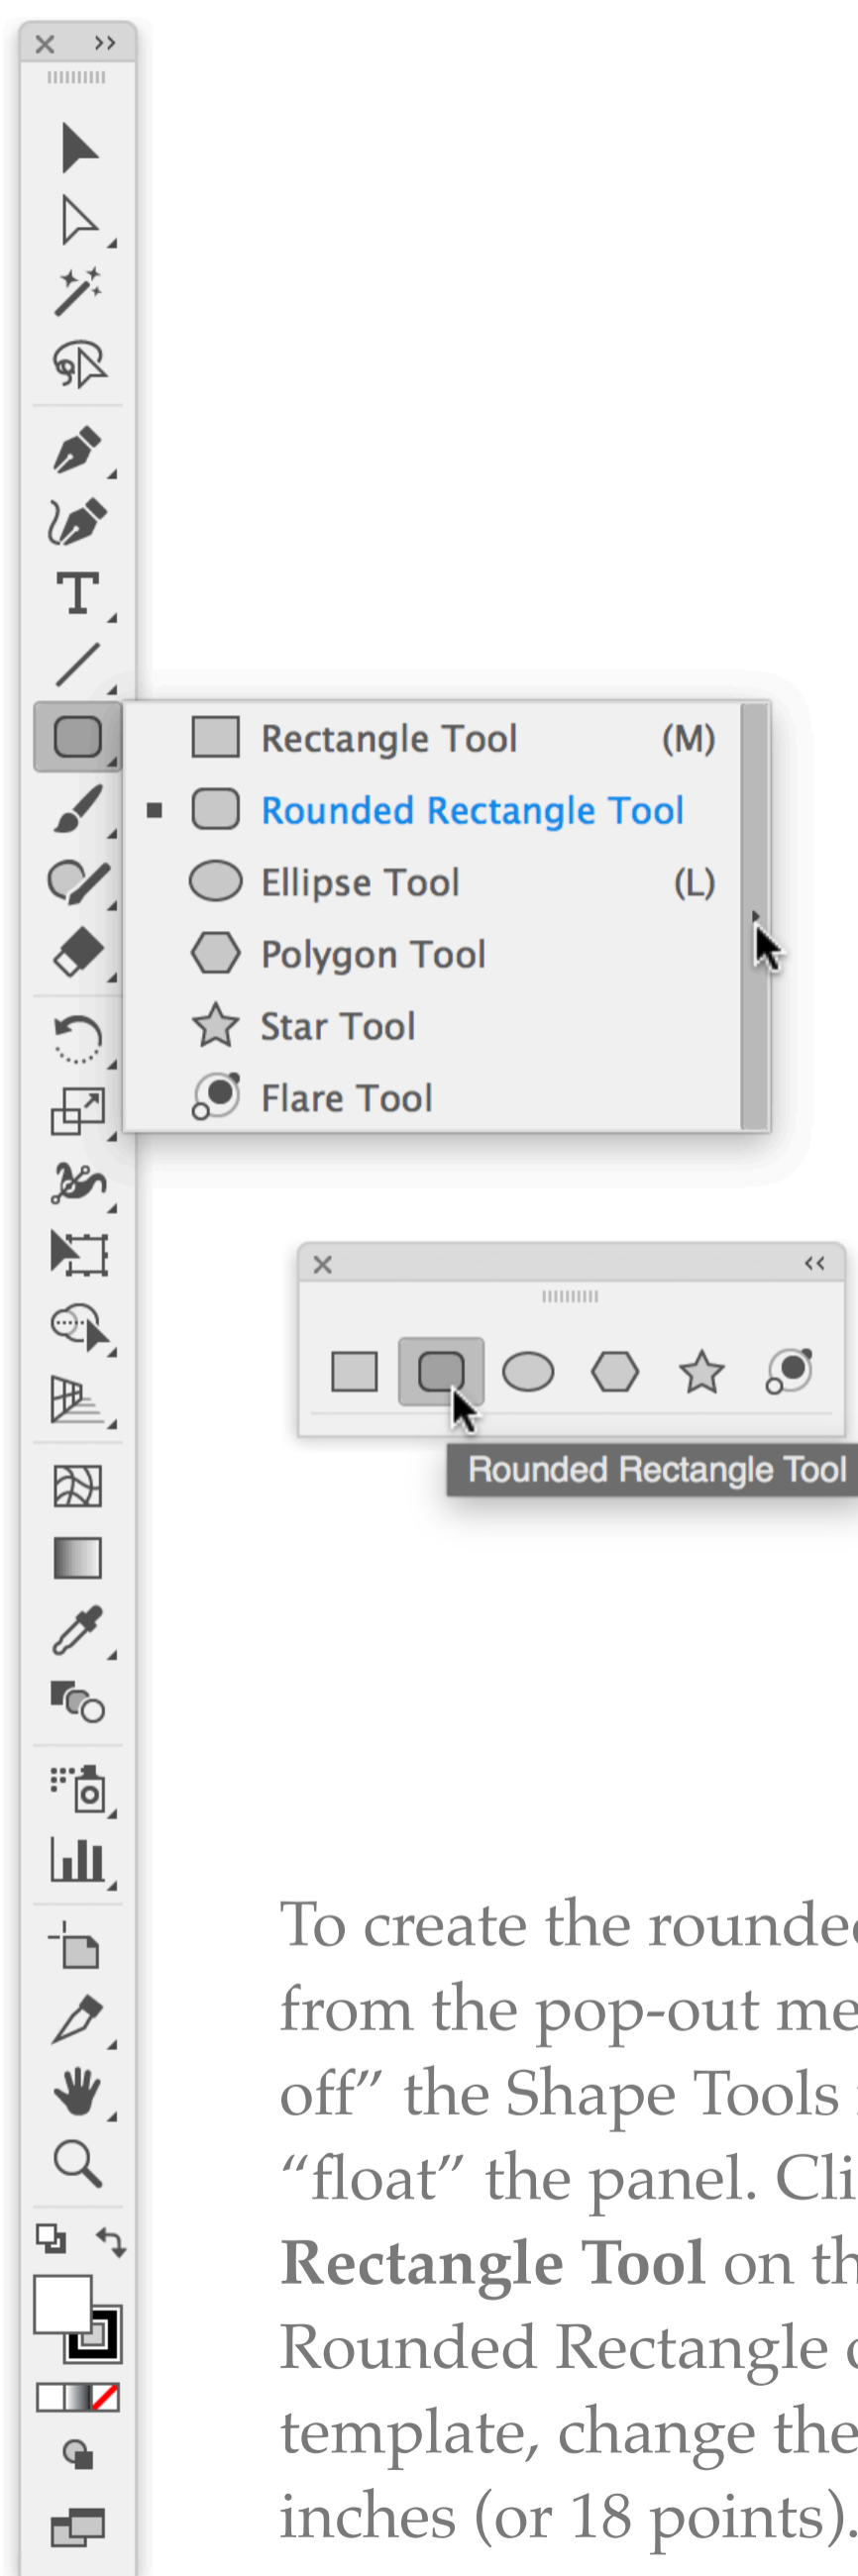 Rectangle Tool (M)
Rounded Rectangle Tool
Ellipse Tool (L)
Polygon Tool
Star Tool
Flare Tool
Rounded Rectangle Tool
To create the rounded
from the pop-out me
off” the Shape Tools
“float” the panel. Cli
Rectangle Tool on th
Rounded Rectangle
template, change the
inches (or 18 points).